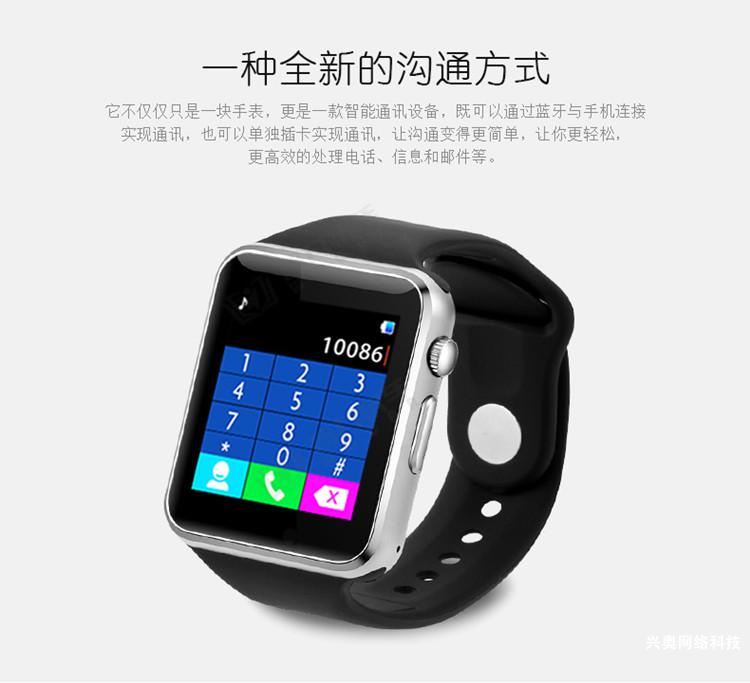 一种全新的沟通方式
它不仅仅只是一块手表，更是一款智能通讯设备，既可以通过蓝牙与手机连接
实现通讯，也可以单独插卡实现通讯，让沟通变得更简单，让你更轻松，
更高效的处理电话、信息和邮件等。
10086
1 2 3
4 5 6
7 8 9
* 0 #
兴奥网络科技